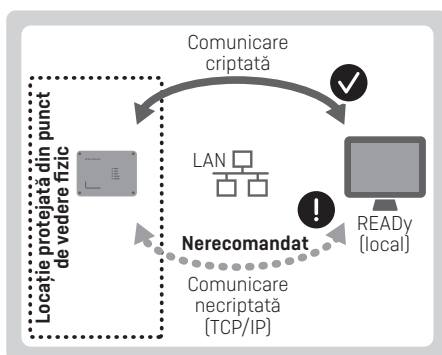 Comunicare
criptată
Locație protejată din punct
de vedere fizic
LAN
READy
(local)
Nerecomandat
Comunicare
necriptată
(TCP/IP)